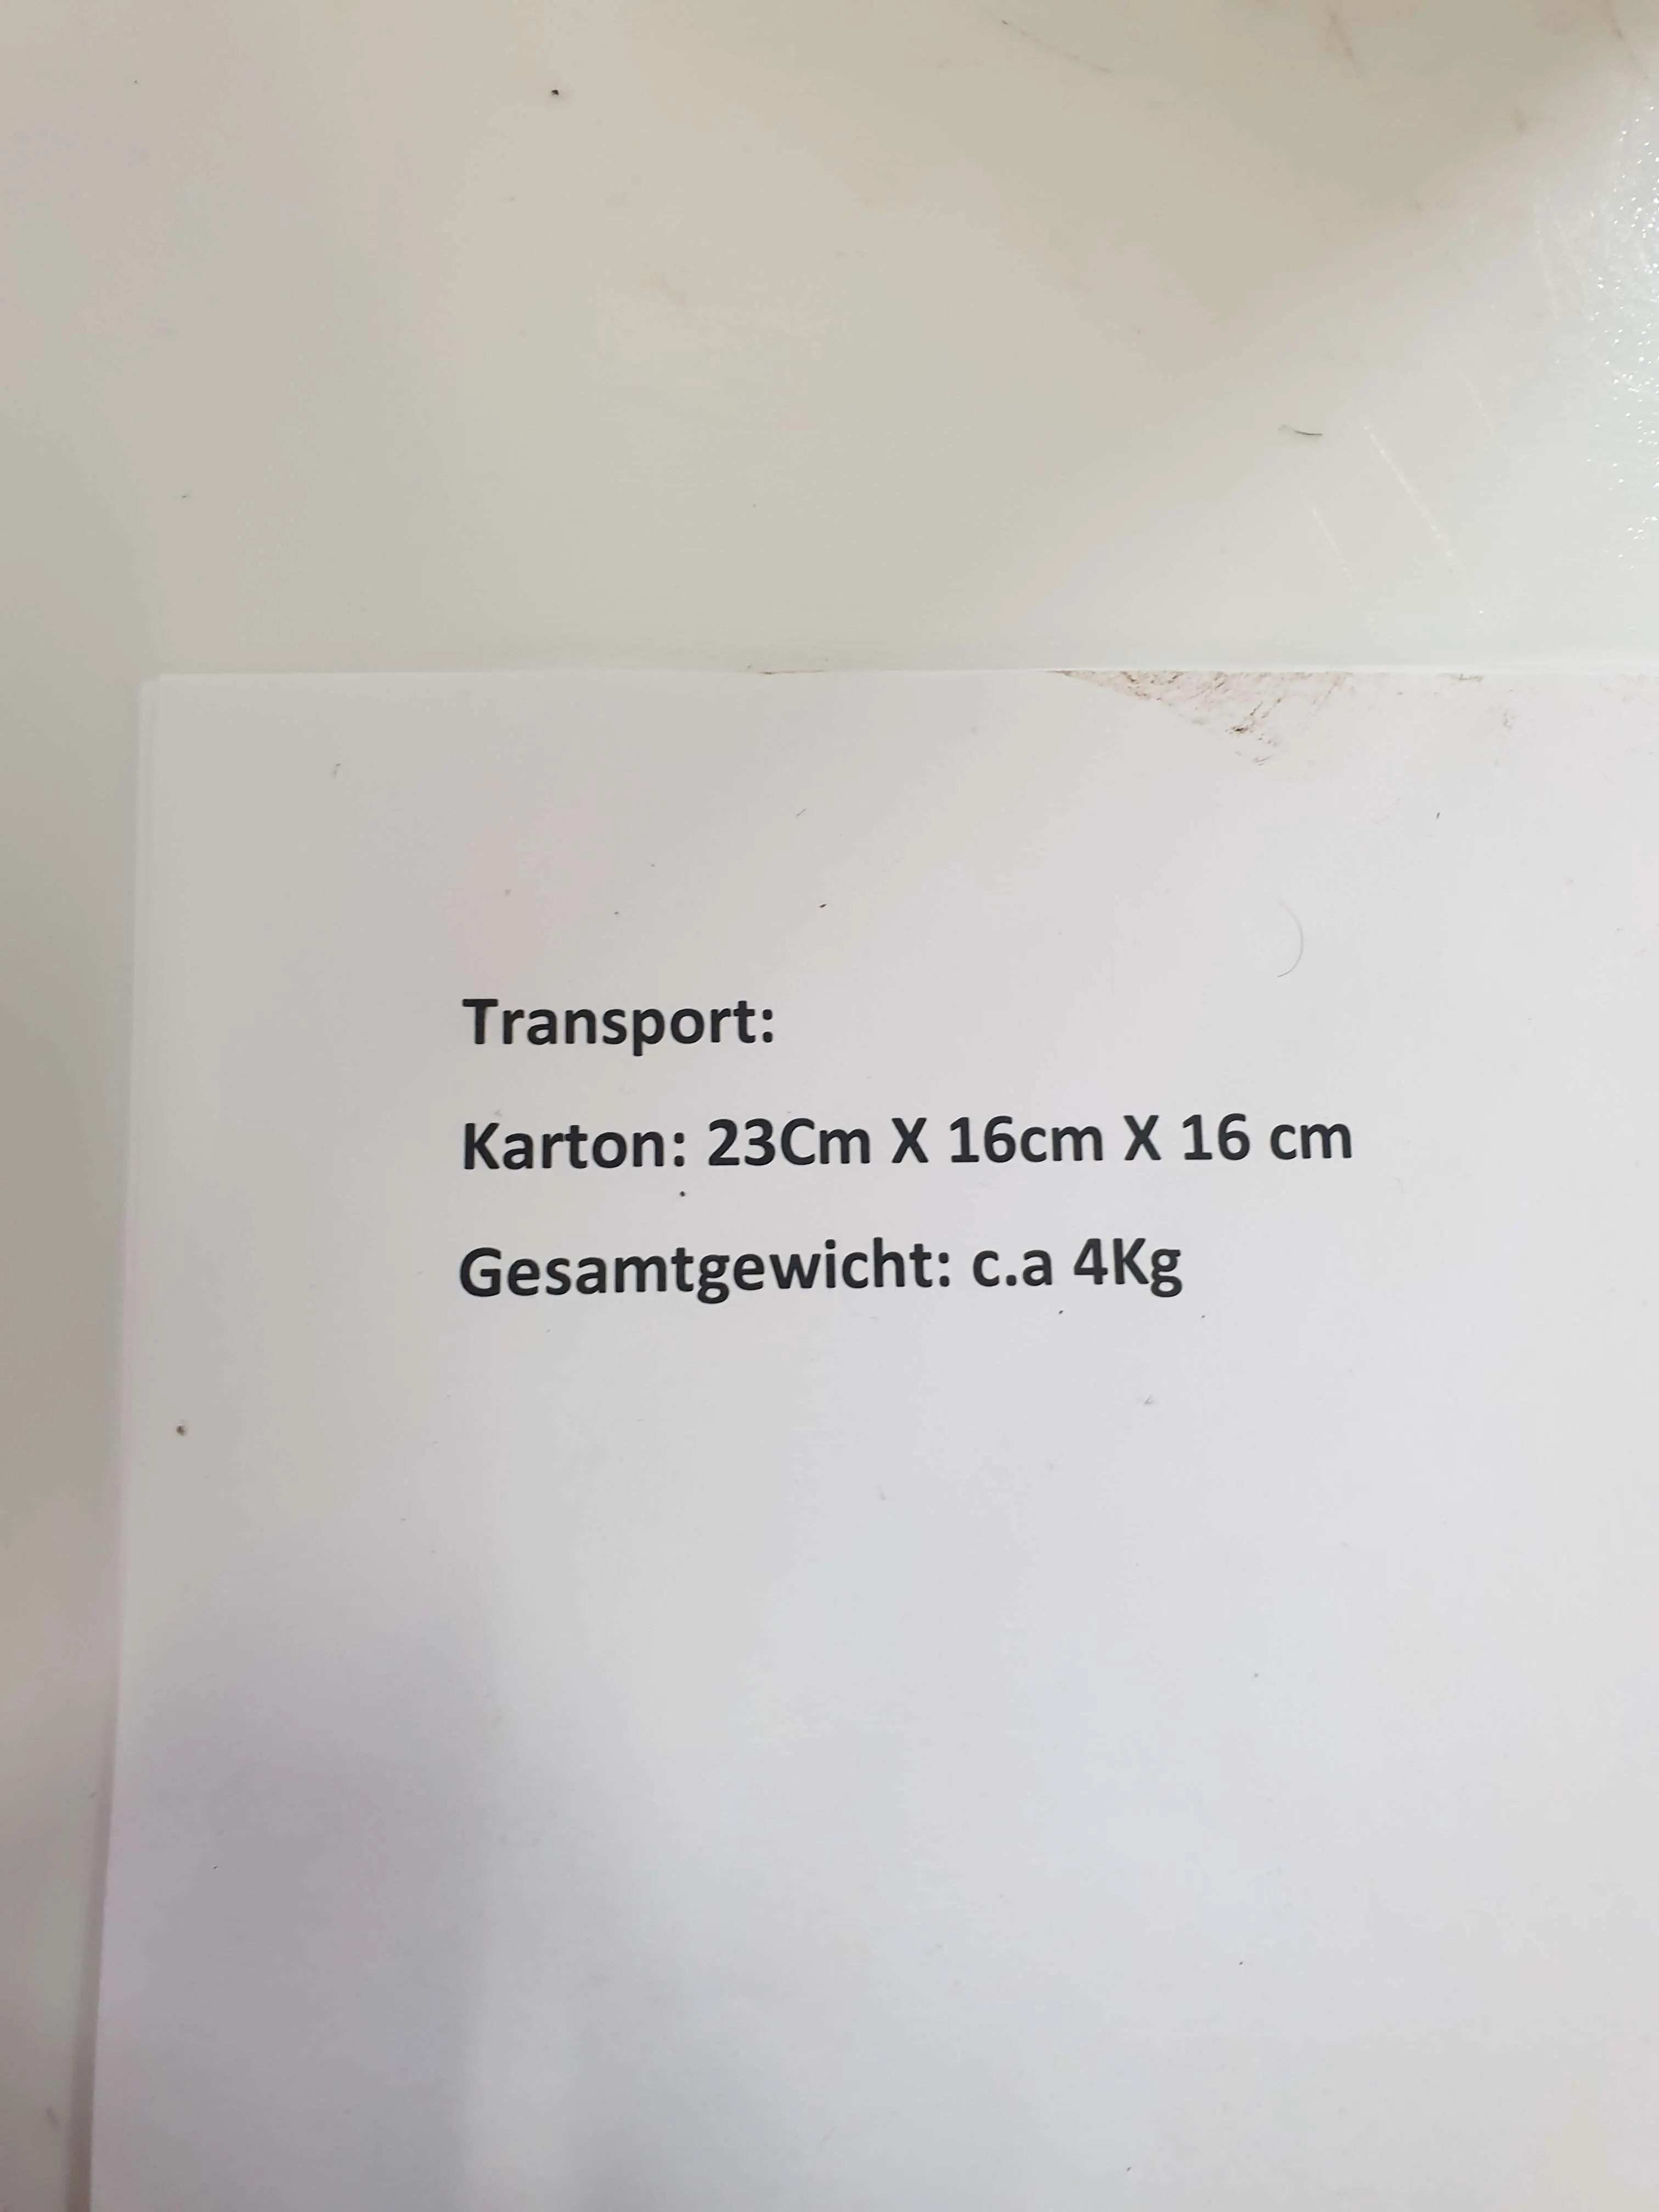 Transport:
Karton: 23Cm X 16cm X 16 cm
Gesamtgewicht: c.a 4Kg